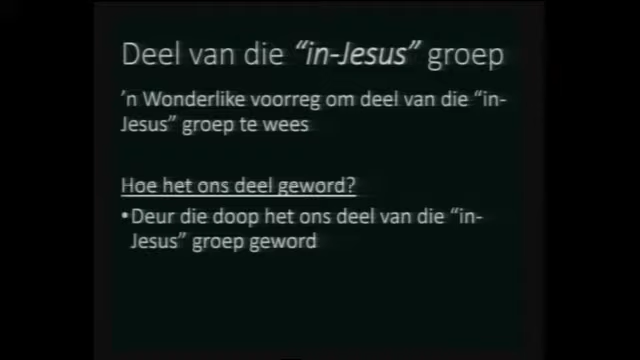 Deel van die “in-Jesus” groep
’n Wonderlike voorreg om deel van die “in-
Jesus” groep te wees
Hoe het ons deel geword?
•Deur die doop het ons deel van die “in-
Jesus” groep geword